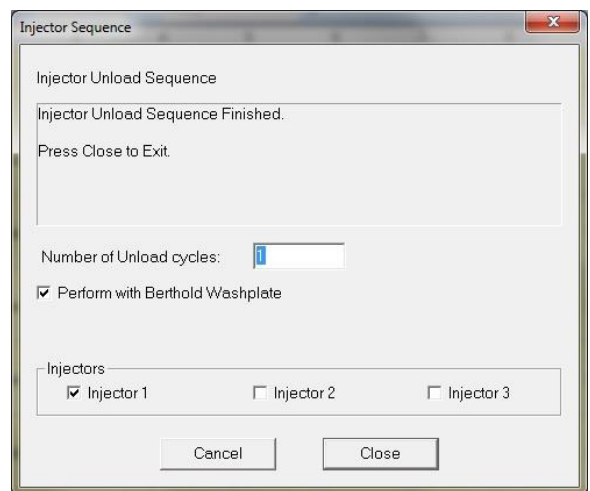 Injector Sequence
Injector Unload Sequence
Injector Unload Sequence Finished.
Press Close to Exit.
Number of Unload cycles: 1
Perform with Berthold Washplate
Injectors
Injector 1 Injector 2 Injector 3
Cancel Close